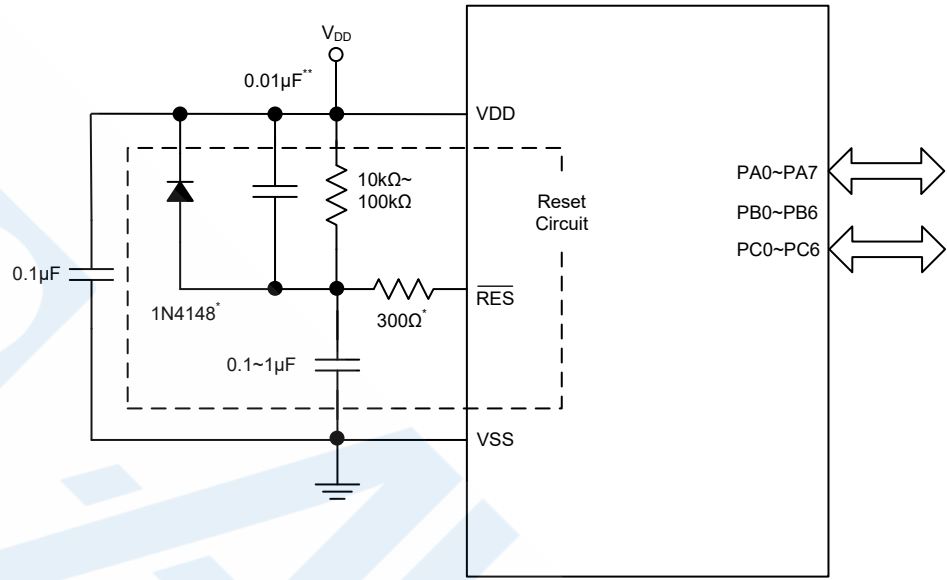 V_DD
0.01µF**
VDD
10kΩ~
100kΩ
Reset
Circuit
PA0~PA7
PB0~PB6
PC0~PC6
0.1µF
1N4148*
300Ω*
RES
0.1~1µF
VSS